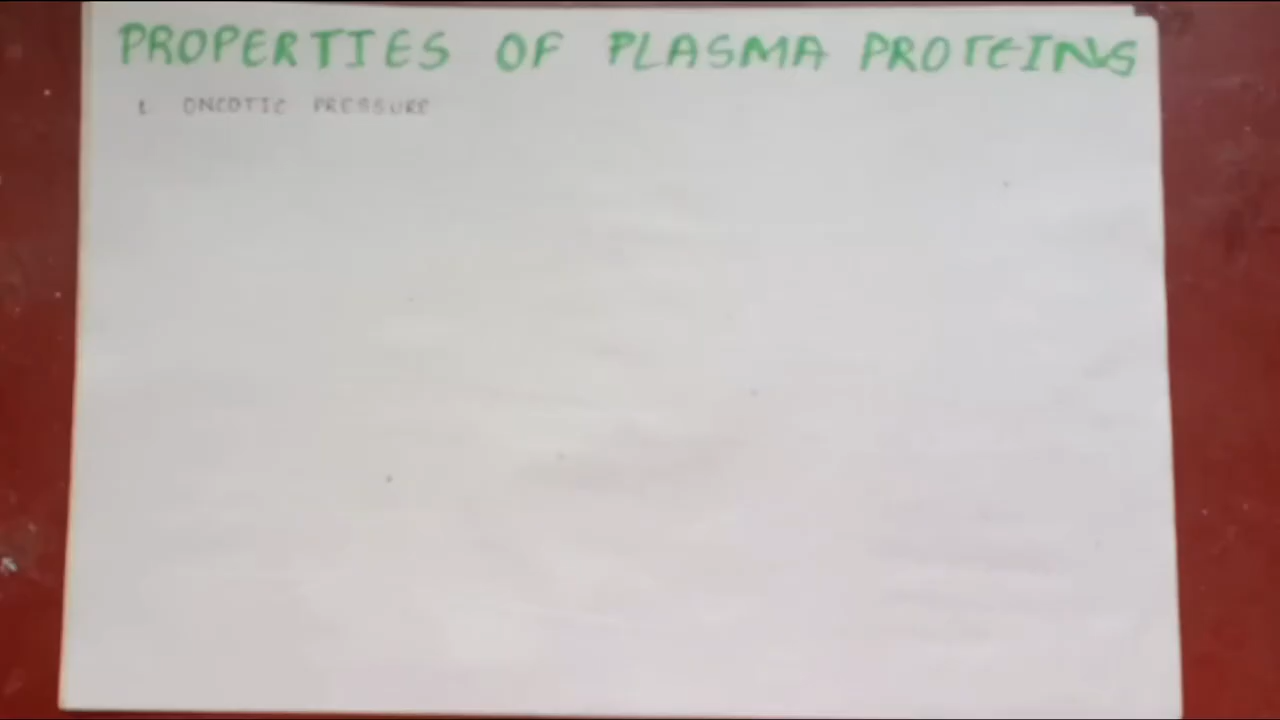 PROPERTIES OF PLASMA PROTEINS
1. ONCOTIC PRESSURE